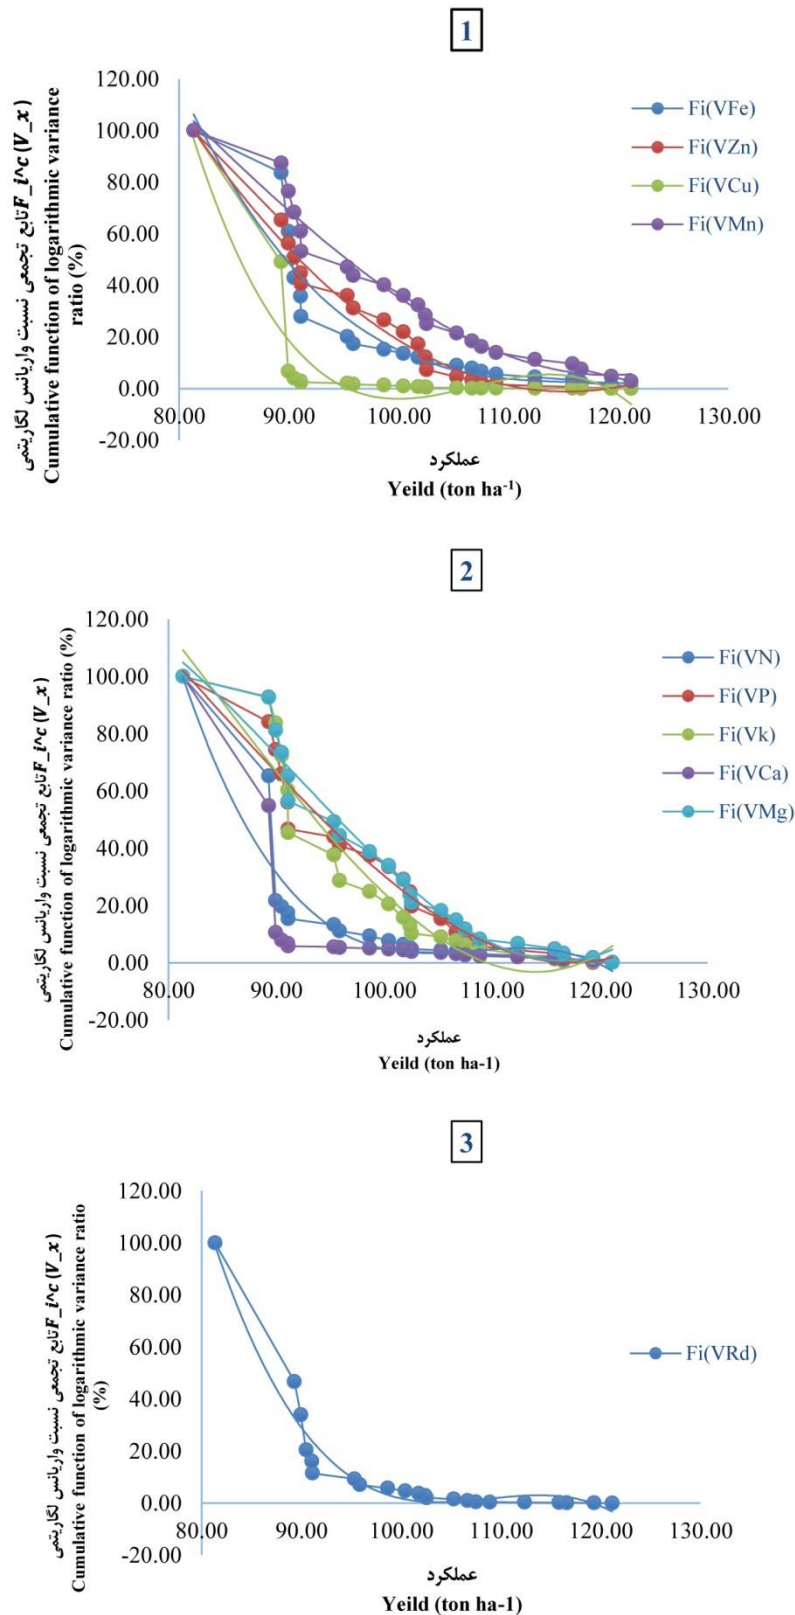 1
120.00
100.00
80.00
60.00
40.00
20.00
0.00
-20.00
80.00 90.00 100.00 110.00 120.00 130.00
تابع تجمعی نسبت واریانس لگاریتمی F_i^c (V_x)
Cumulative function of logarithmic variance
ratio (%)
عملکرد
Yeild (ton ha-1)
Fi(VFe)
Fi(VZn)
Fi(VCu)
Fi(VMn)
2
120.00
100.00
80.00
60.00
40.00
20.00
0.00
-20.00
80.00 90.00 100.00 110.00 120.00 130.00
تابع تجمعی نسبت واریانس لگاریتمی F_i^c (V_x)
Cumulative function of logarithmic variance ratio (%)
عملکرد
Yeild (ton ha-1)
Fi(VN)
Fi(VP)
Fi(Vk)
Fi(VCa)
Fi(VMg)
3
120.00
100.00
80.00
60.00
40.00
20.00
0.00
-20.00
80.00 90.00 100.00 110.00 120.00 130.00
تابع تجمعی نسبت واریانس لگاریتمی F_i^c (V_x)
Cumulative function of logarithmic variance ratio
(%)
عملکرد
Yeild (ton ha-1)
Fi(VRd)